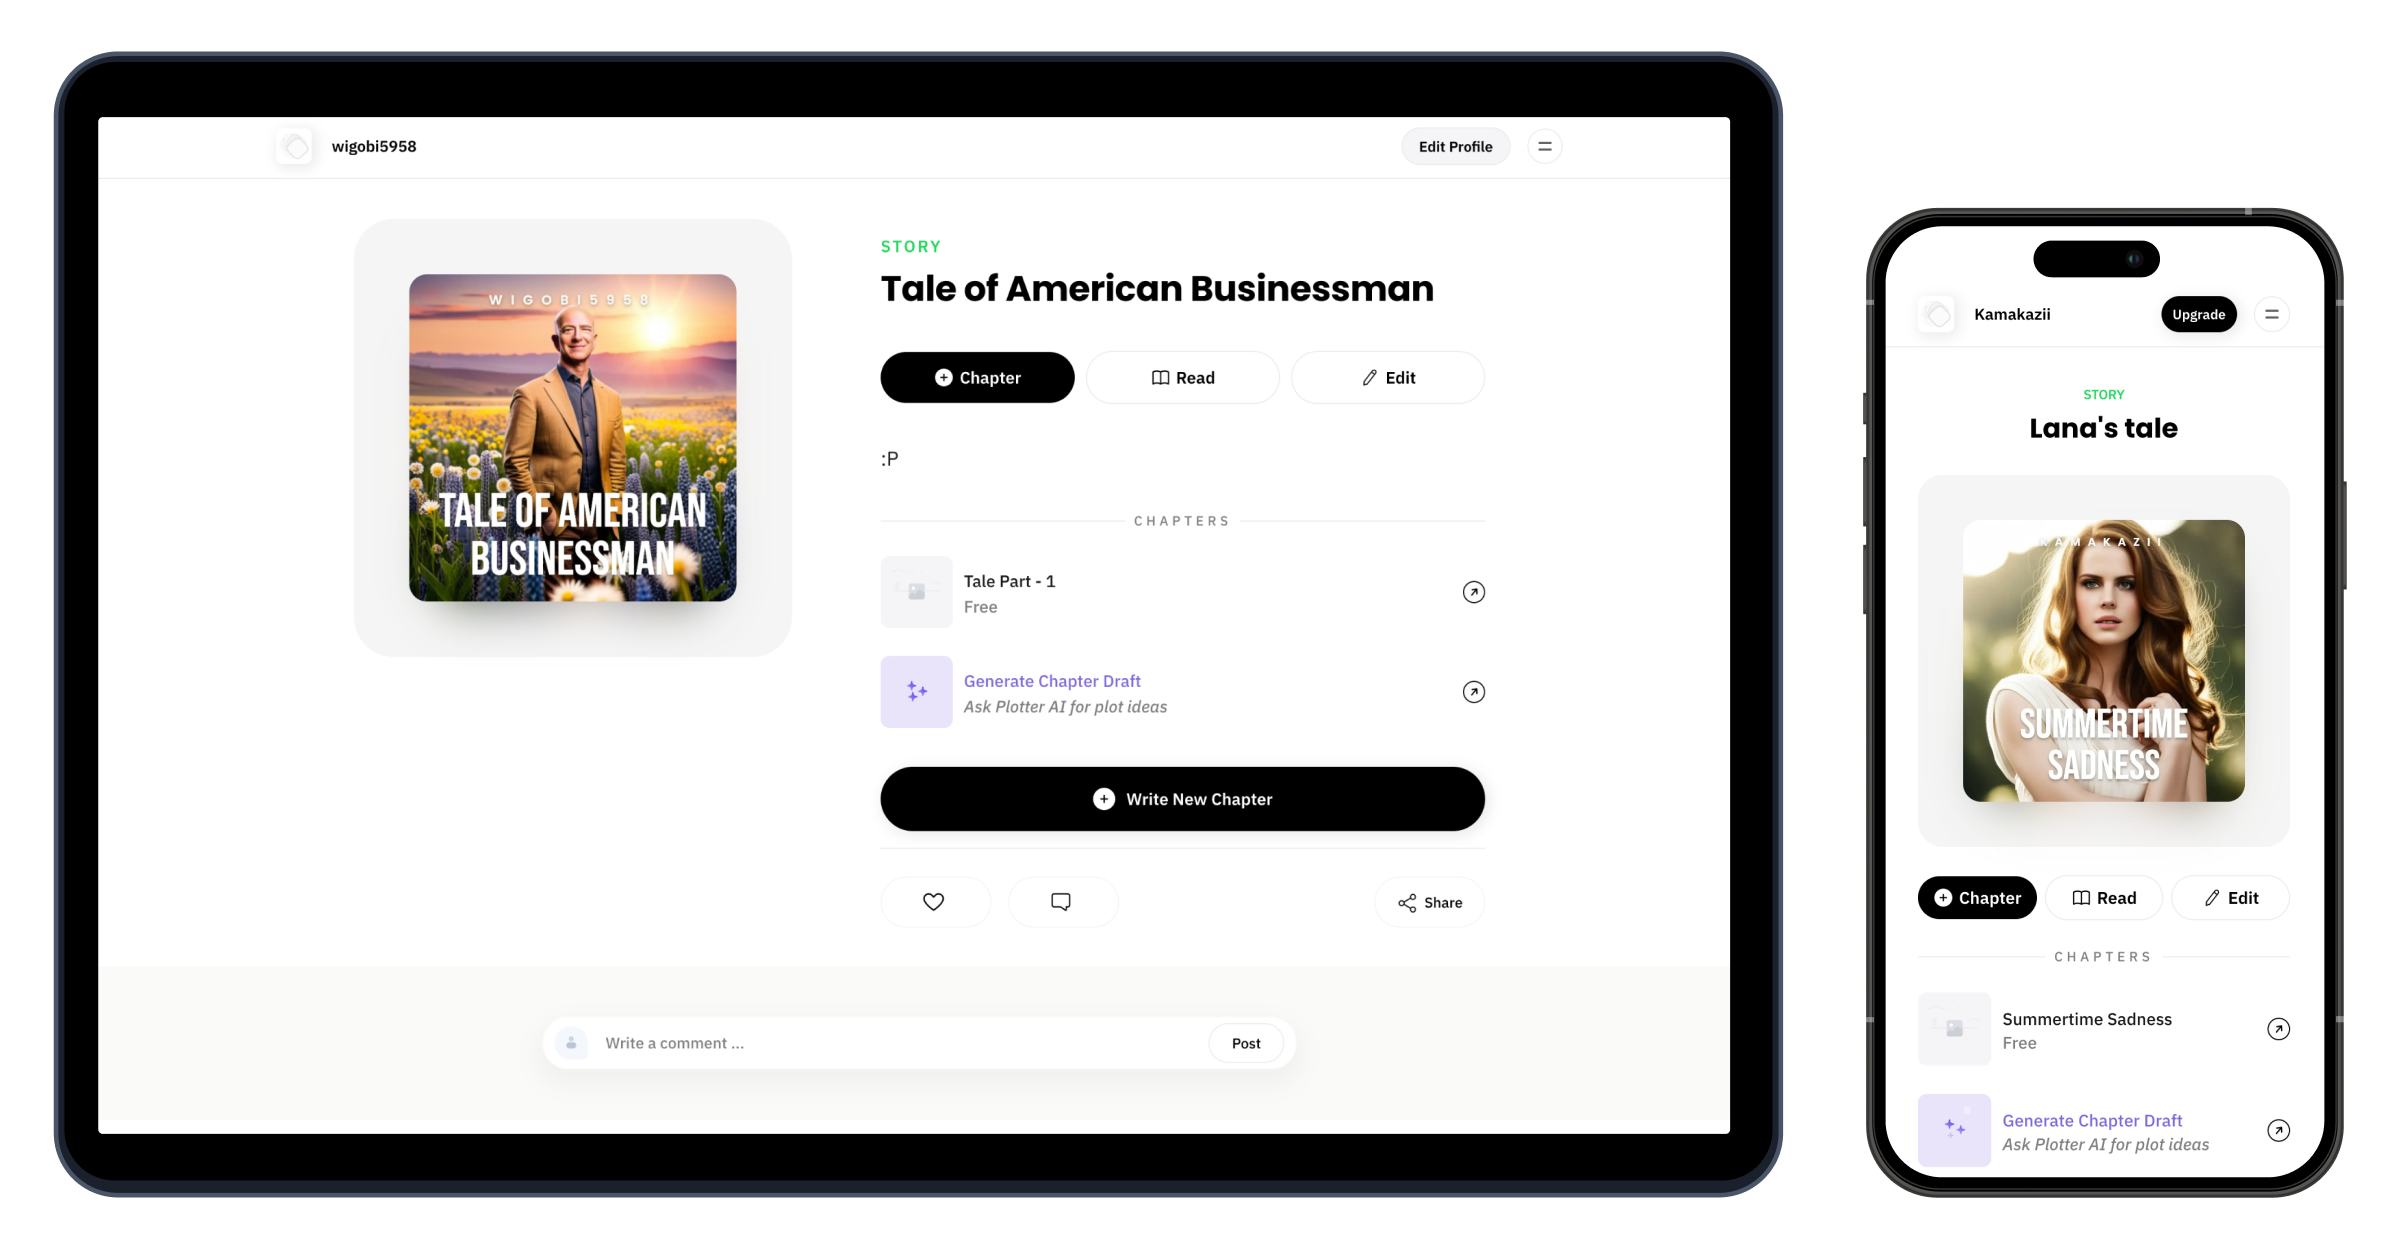 wigobi5958
Edit Profile
WIGOBI5958
TALE OF AMERICAN
BUSINESSMAN
STORY
Tale of American Businessman
Chapter
Read
Edit
:P
CHAPTERS
Tale Part - 1
Free
Generate Chapter Draft
Ask Plotter AI for plot ideas
Write New Chapter
Share
Write a comment ...
Post
Kamakazii
Upgrade
STORY
Lana's tale
KAMAKAZII
SUMMERTIME
SADNESS
Chapter
Read
Edit
CHAPTERS
Summertime Sadness
Free
Generate Chapter Draft
Ask Plotter AI for plot ideas